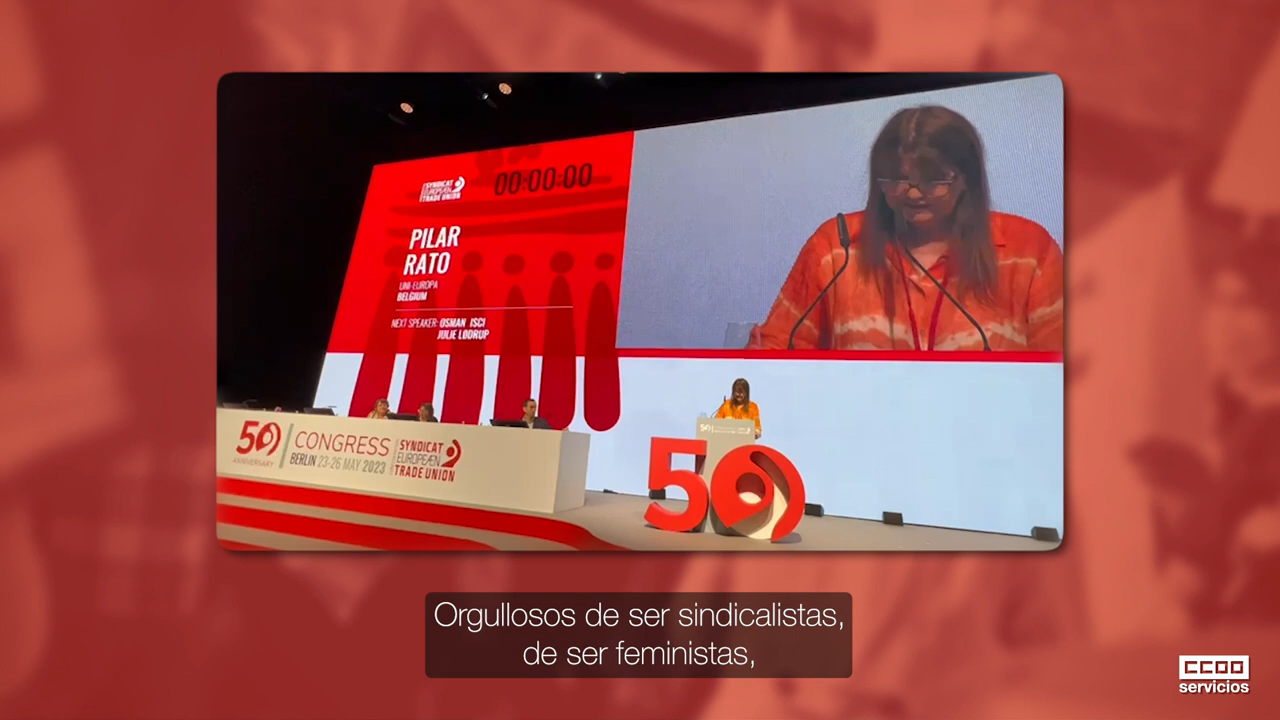 SYNDICAT
EUROPEAN
TRADE UNION
00:00:00
PILAR
RATO
UNI-EUROPA
BELGIUM
NEXT SPEAKER: OSMAN ISCI
JULIE LØDRUP
50
ANNIVERSARY
CONGRESS
BERLIN 23-26 MAY 2023
SYNDICAT
EUROPEAN
TRADE UNION
50
50
Orgullosos de ser sindicalistas,
de ser feministas,
CCOO
servicios